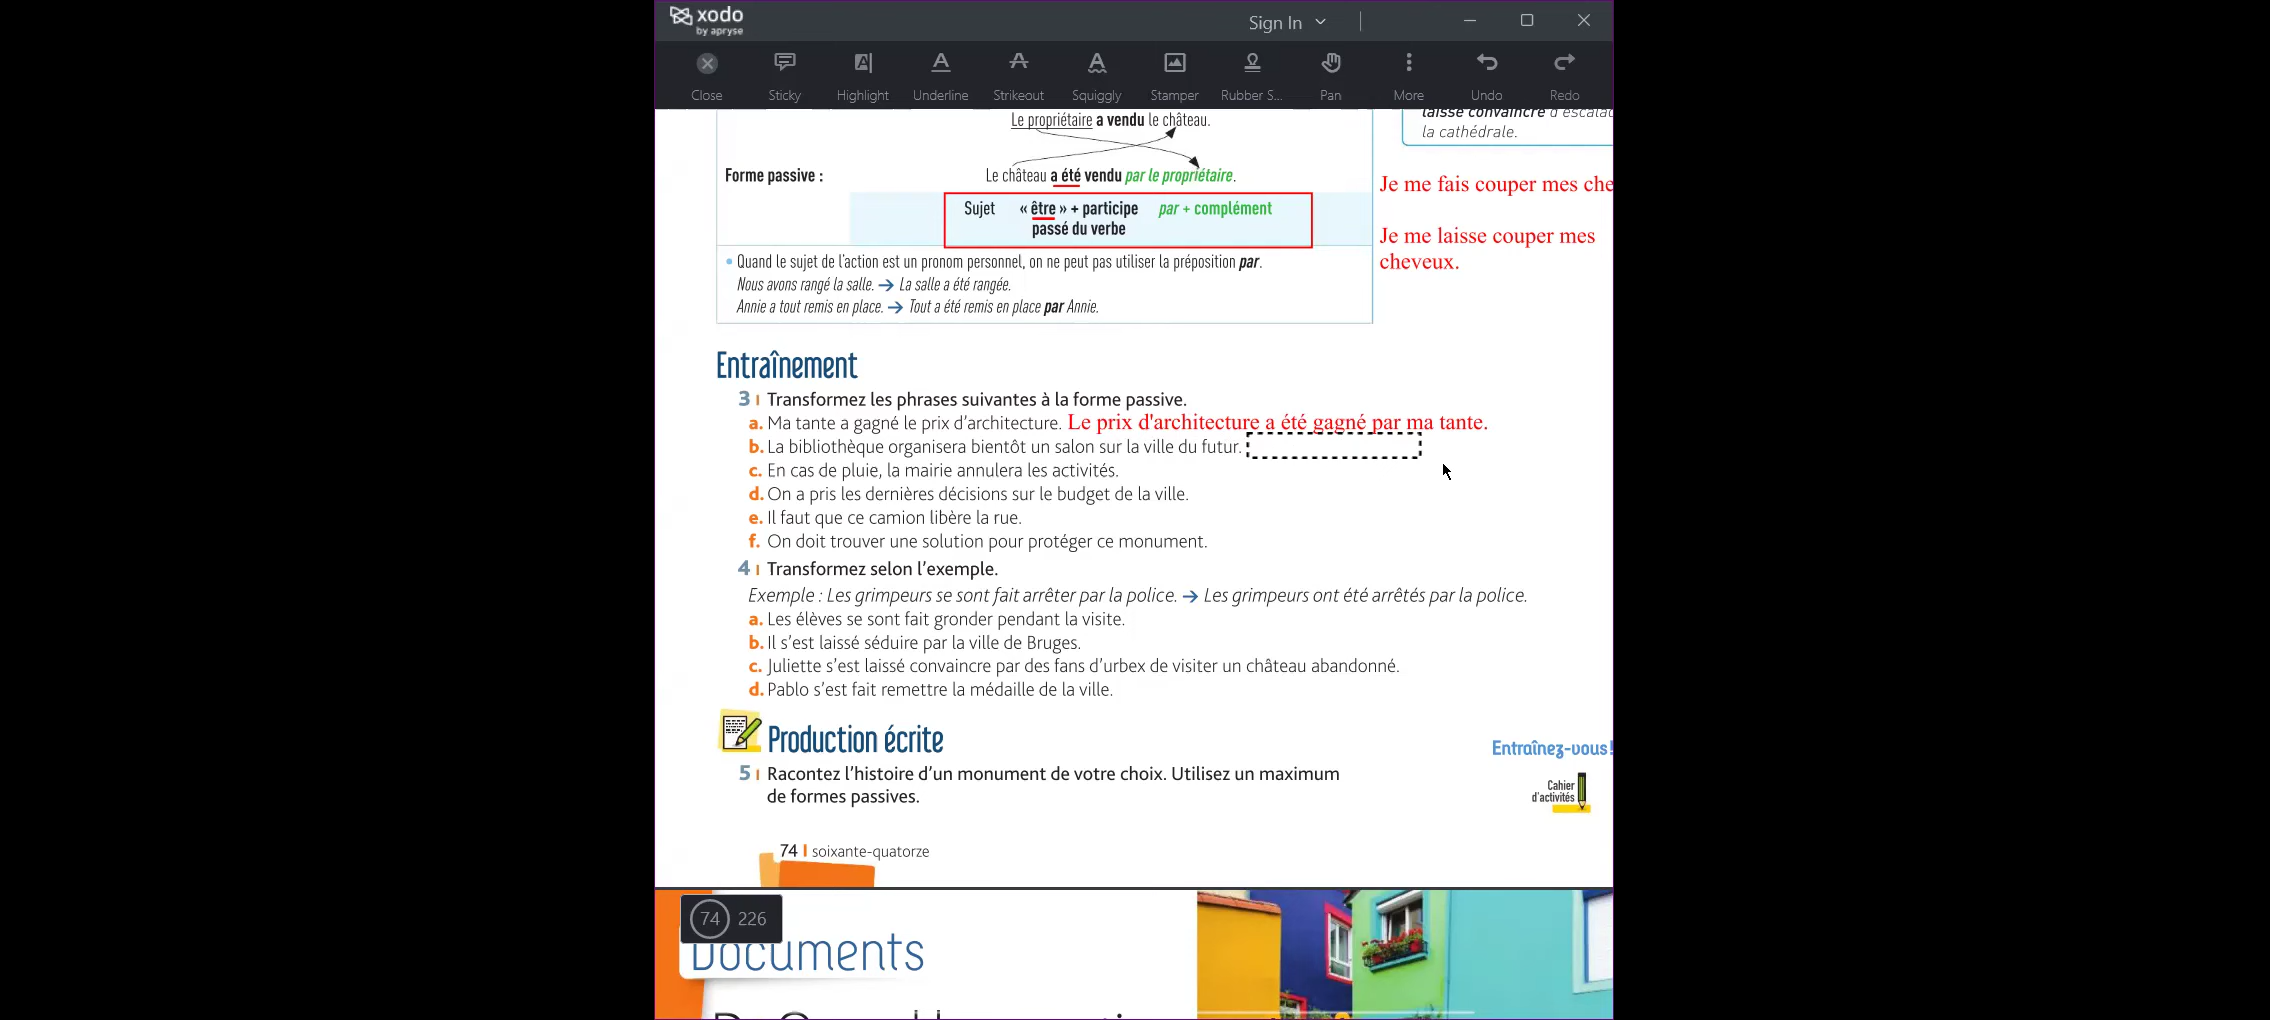 xodo
by apryse
Sign In
Close Sticky Highlight Underline Strikeout Squiggly Stamper Rubber S... Pan More Undo Redo
Le propriétaire a vendu le château.
Forme passive : Le château a été vendu par le propriétaire.
Sujet « être » + participe par + complément
passé du verbe
• Quand le sujet de l'action est un pronom personnel, on ne peut pas utiliser la préposition par.
Nous avons rangé la salle. → La salle a été rangée.
Annie a tout remis en place. → Tout a été remis en place par Annie.
laisse convaincre d'escalad
la cathédrale.
Je me fais couper mes che
Je me laisse couper mes
cheveux.
Entraînement
3 | Transformez les phrases suivantes à la forme passive.
a. Ma tante a gagné le prix d'architecture. Le prix d'architecture a été gagné par ma tante.
b. La bibliothèque organisera bientôt un salon sur la ville du futur.
c. En cas de pluie, la mairie annulera les activités.
d. On a pris les dernières décisions sur le budget de la ville.
e. Il faut que ce camion libère la rue.
f. On doit trouver une solution pour protéger ce monument.
4 | Transformez selon l'exemple.
Exemple : Les grimpeurs se sont fait arrêter par la police. → Les grimpeurs ont été arrêtés par la police.
a. Les élèves se sont fait gronder pendant la visite.
b. Il s'est laissé séduire par la ville de Bruges.
c. Juliette s'est laissé convaincre par des fans d'urbex de visiter un château abandonné.
d. Pablo s'est fait remettre la médaille de la ville.
Production écrite
5 | Racontez l'histoire d'un monument de votre choix. Utilisez un maximum
de formes passives.
Entraînez-vous!
Cahier
d'activités
74 | soixante-quatorze
74 226
Documents